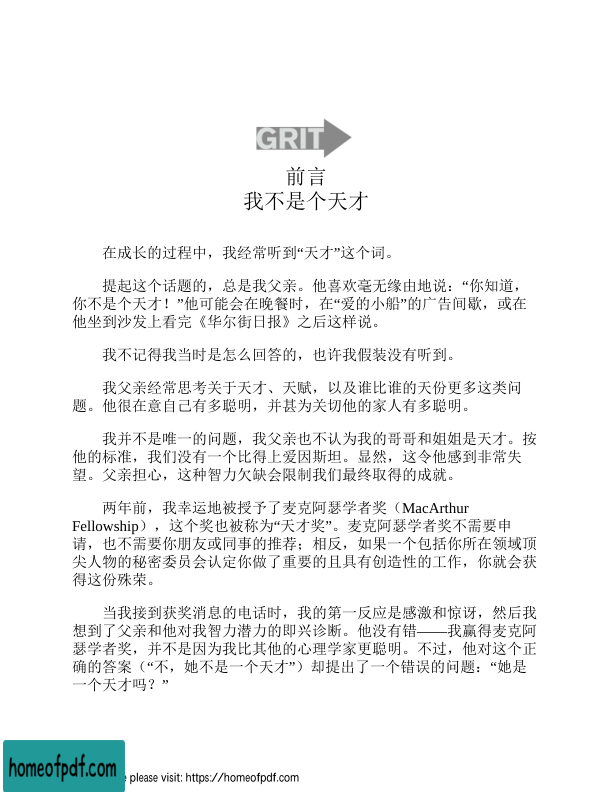 GRIT
前言
我不是个天才
在成长的过程中，我经常听到“天才”这个词。
提起这个话题的，总是我父亲。他喜欢毫无缘由地说：“你知道，
你不是个天才！”他可能会在晚餐时，在“爱的小船”的广告间歇，或在
他坐到沙发上看完《华尔街日报》之后这样说。
我不记得我当时是怎么回答的，也许我假装没有听到。
我父亲经常思考关于天才、天赋，以及谁比谁的天份更多这类问
题。他很在意自己有多聪明，并甚为关切他的家人有多聪明。
我并不是唯一的问题，我父亲也不认为我的哥哥和姐姐是天才。按
他的标准，我们没有一个比得上爱因斯坦。显然，这令他感到非常失
望。父亲担心，这种智力欠缺会限制我们最终取得的成就。
两年前，我幸运地被授予了麦克阿瑟学者奖（MacArthur
Fellowship），这个奖也被称为“天才奖”。麦克阿瑟学者奖不需要申
请，也不需要你朋友或同事的推荐；相反，如果一个包括你所在领域顶
尖人物的秘密委员会认定你做了重要的且具有创造性的工作，你就会获
得这份殊荣。
当我接到获奖消息的电话时，我的第一反应是感激和惊讶，然后我
想到了父亲和他对我智力潜力的即兴诊断。他没有错——我赢得麦克阿
瑟学者奖，并不是因为我比其他的心理学家更聪明。不过，他对这个正
确的答案（“不，她不是一个天才”）却提出了一个错误的问题：“她是
一个天才吗？”
homeofpdf.com
please visit: https://homeofpdf.com